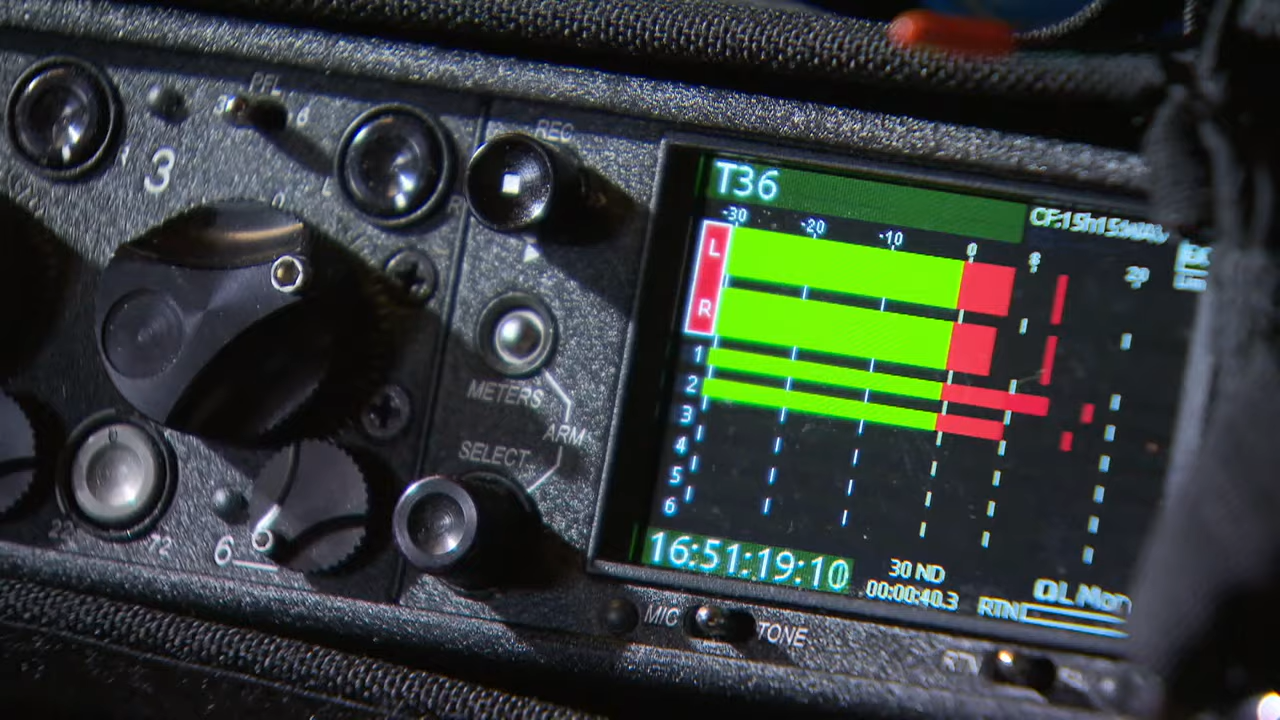 PFL
3
REC
METERS
ARM
SELECT
6
6
MIC
TONE
T36
-30 -20 -10 0 8 20
L
R
1
2
3
4
5
6
16:51:19:10
30 ND
00:00:40.3
RTN